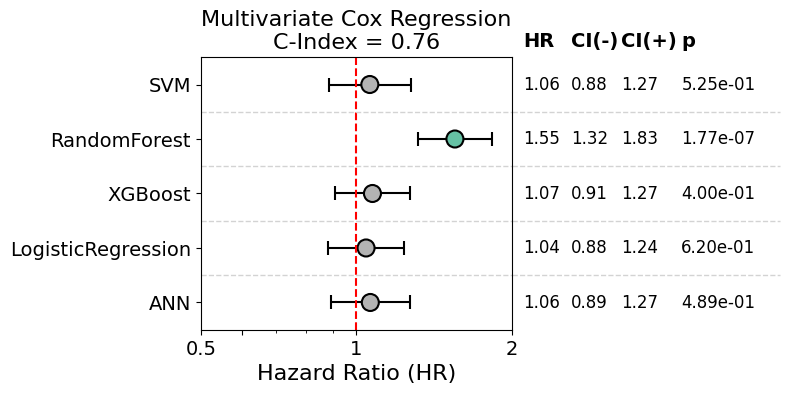 Multivariate Cox Regression
C-Index = 0.76
HR CI(-) CI(+) p
SVM 1.06 0.88 1.27 5.25e-01
RandomForest 1.55 1.32 1.83 1.77e-07
XGBoost 1.07 0.91 1.27 4.00e-01
LogisticRegression 1.04 0.88 1.24 6.20e-01
ANN 1.06 0.89 1.27 4.89e-01
0.5 1 2
Hazard Ratio (HR)